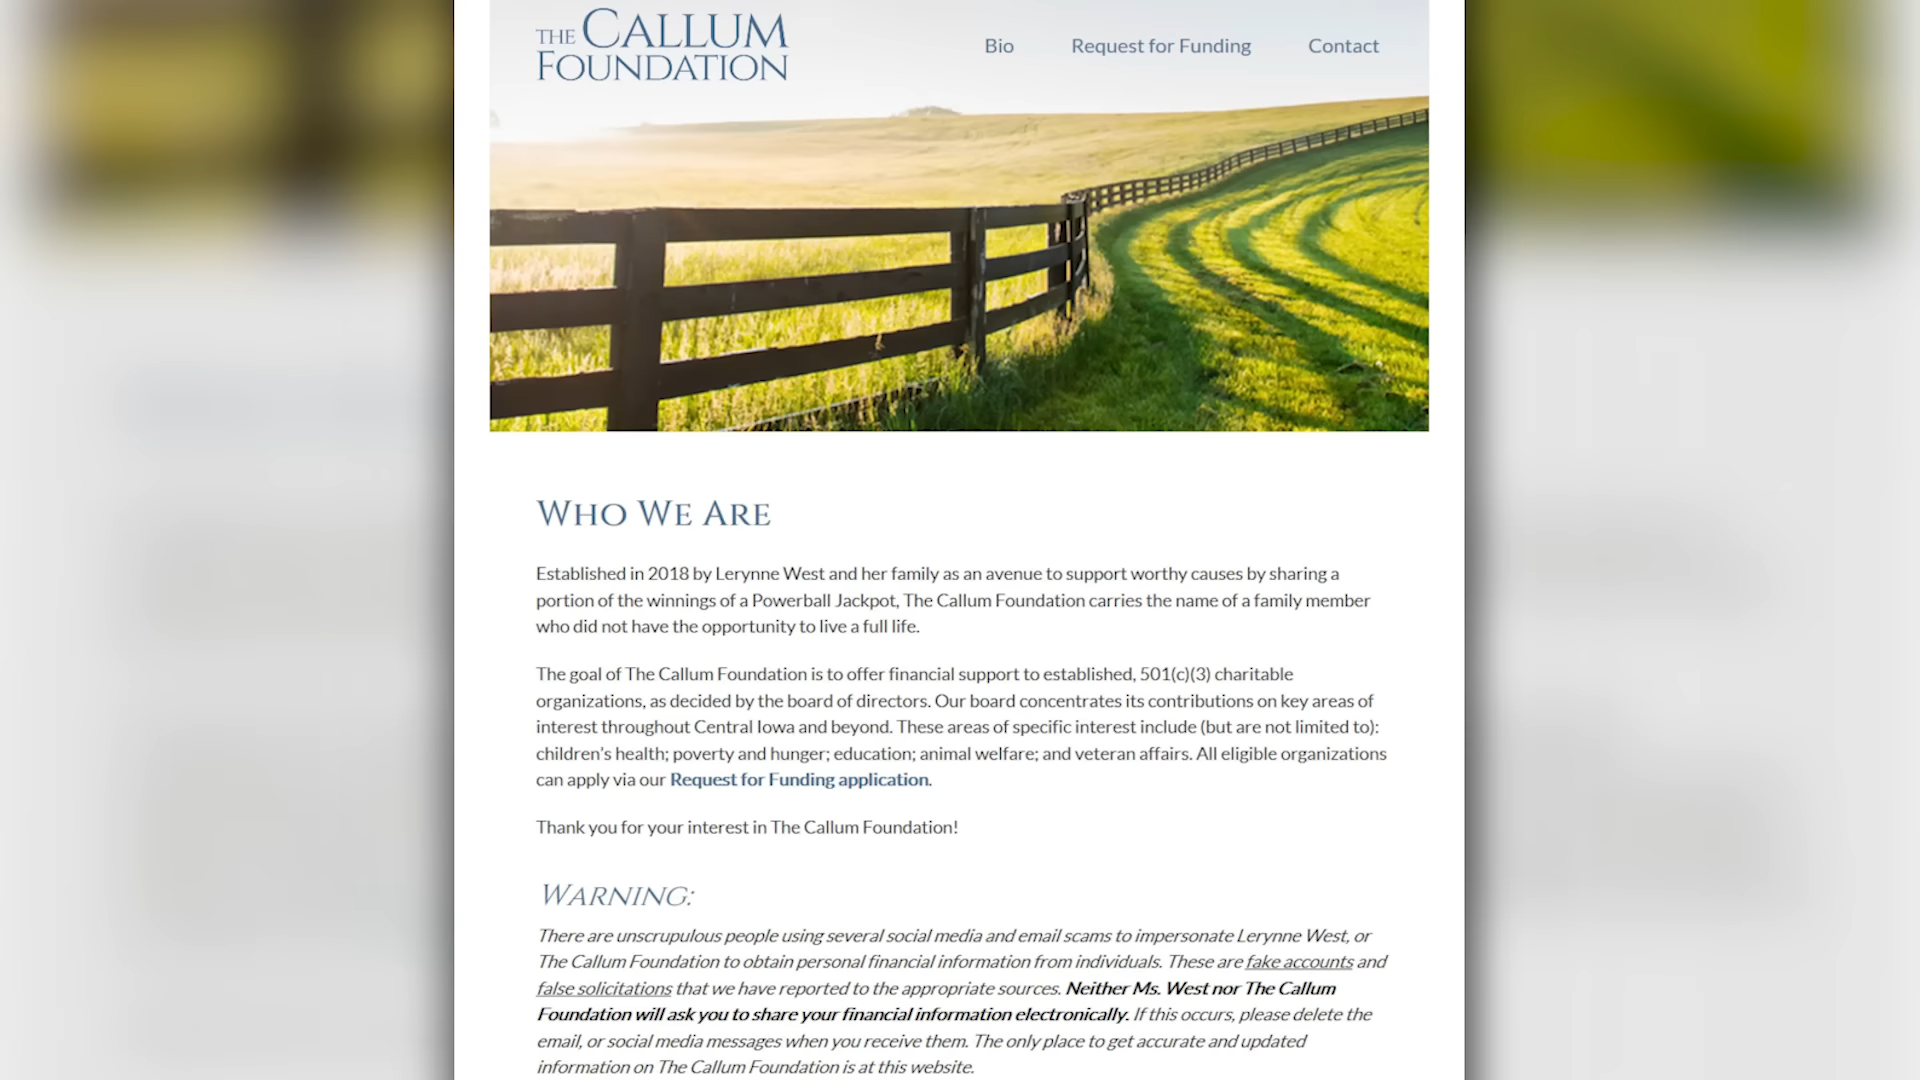 THE CALLUM
FOUNDATION
Bio Request for Funding Contact
WHO WE ARE
Established in 2018 by Lerynne West and her family as an avenue to support worthy causes by sharing a
portion of the winnings of a Powerball Jackpot, The Callum Foundation carries the name of a family member
who did not have the opportunity to live a full life.
The goal of The Callum Foundation is to offer financial support to established, 501(c)(3) charitable
organizations, as decided by the board of directors. Our board concentrates its contributions on key areas of
interest throughout Central Iowa and beyond. These areas of specific interest include (but are not limited to):
children's health; poverty and hunger; education; animal welfare; and veteran affairs. All eligible organizations
can apply via our Request for Funding application.
Thank you for your interest in The Callum Foundation!
WARNING:
There are unscrupulous people using several social media and email scams to impersonate Lerynne West, or
The Callum Foundation to obtain personal financial information from individuals. These are fake accounts and
false solicitations that we have reported to the appropriate sources. Neither Ms. West nor The Callum
Foundation will ask you to share your financial information electronically. If this occurs, please delete the
email, or social media messages when you receive them. The only place to get accurate and updated
information on The Callum Foundation is at this website.